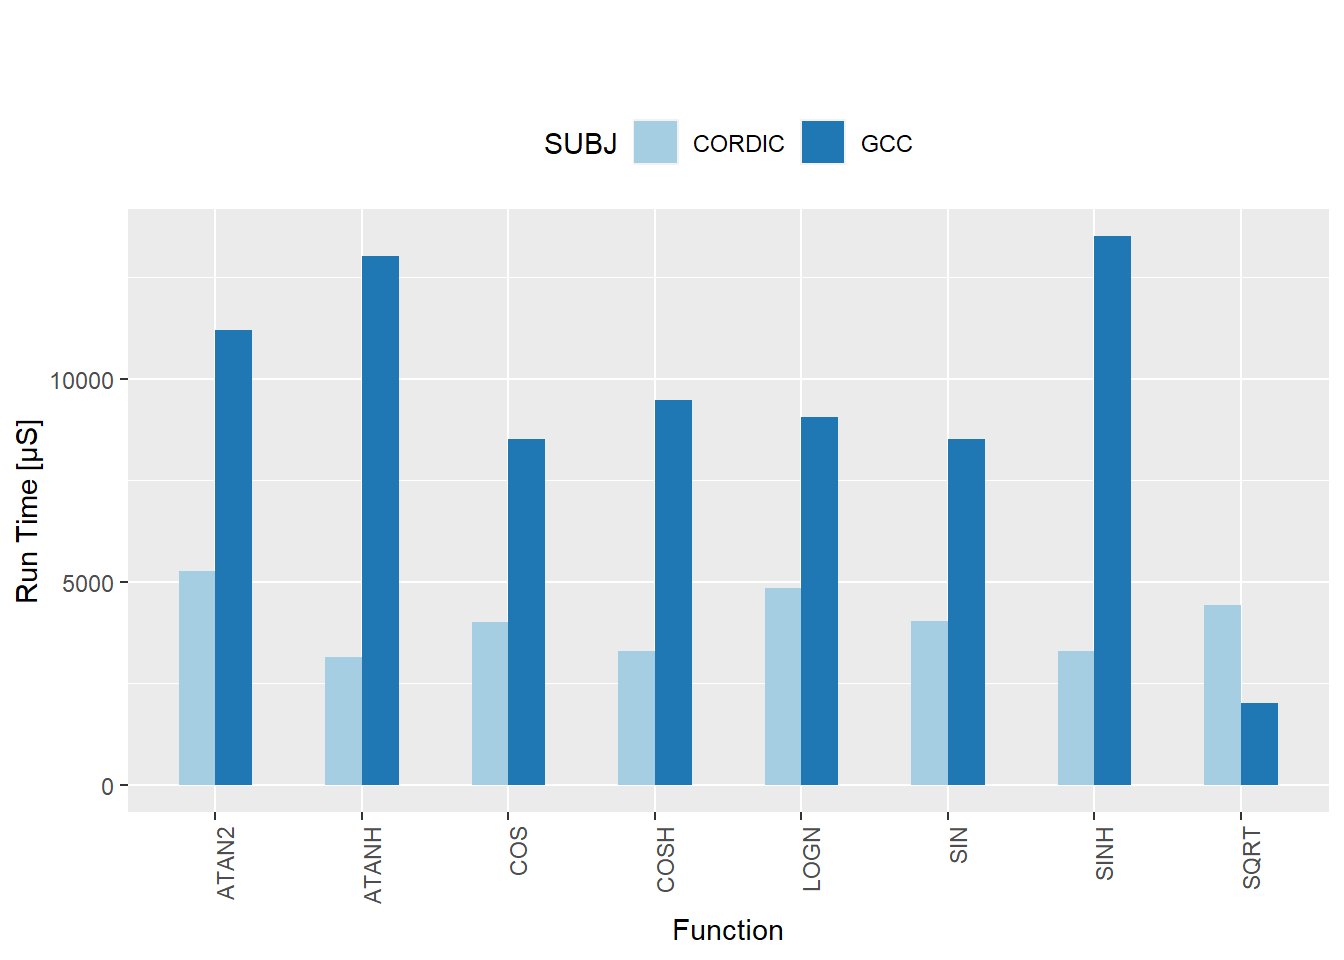 SUBJ CORDIC GCC
Run Time [µS]
10000
5000
0
ATAN2 ATANH COS COSH LOGN SIN SINH SQRT
Function